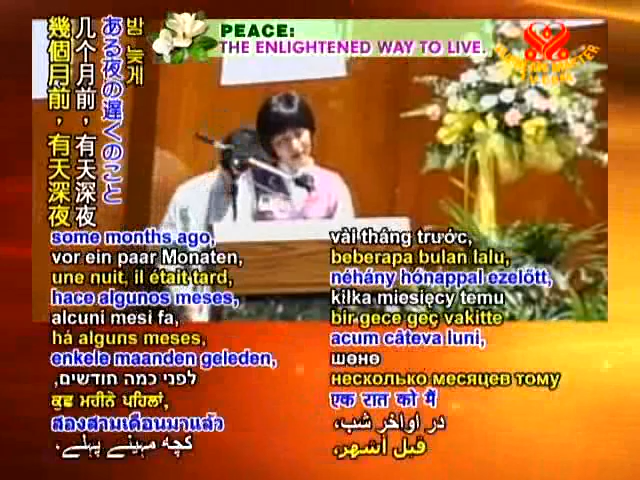 PEACE:
THE ENLIGHTENED WAY TO LIVE.
밤 늦게
ある夜の遅くのこと
几个月前，有天深夜
幾個月前，有天深夜
some months ago,
vor ein paar Monaten,
une nuit, il était tard,
hace algunos meses,
alcuni mesi fa,
há alguns meses,
enkele maanden geleden,
לפני כמה חודשים,
ਕੁਛ ਮਹੀਨੇ ਪਹਿਲਾਂ,
สองสามเดือนมาแล้ว
کچھ مہینے پہلے،
vài tháng trước,
beberapa bulan lalu,
néhány hónappal ezelőtt,
kilka miesięcy temu
bir gece geç vakitte
acum câteva luni,
шөнө
несколько месяцев тому
एक रात को मैं
در اواخر شب،
قبل أشهر،